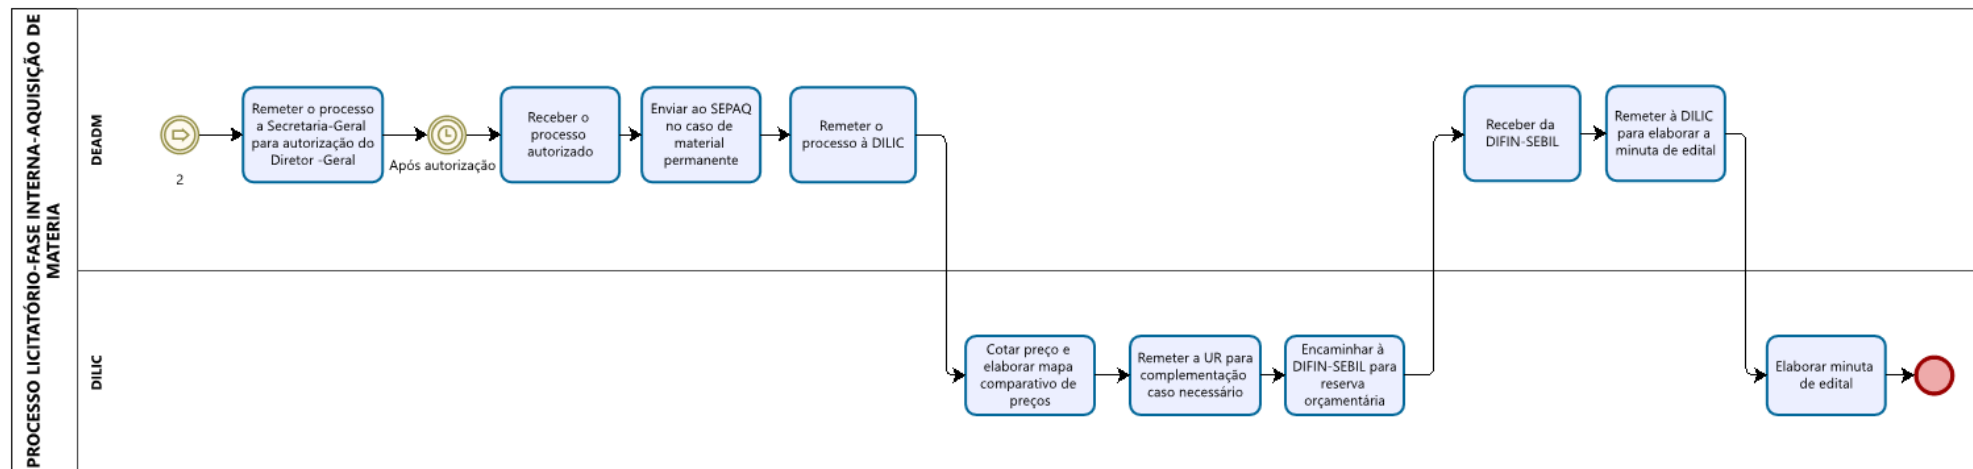 PROCESSO LICITATÓRIO-FASE INTERNA-AQUISIÇÃO DE
MATERIA
DEADM
2
Remeter o processo
a Secretaria-Geral
para autorização do
Diretor -Geral
Após autorização
Receber o
processo
autorizado
Enviar ao SEPAQ
no caso de
material
permanente
Remeter o
processo à DILIC
Receber da
DIFIN-SEBIL
Remeter à DILIC
para elaborar a
minuta de edital
DILIC
Cotar preço e
elaborar mapa
comparativo de
preços
Remeter a UR para
complementação
caso necessário
Encaminhar à
DIFIN-SEBIL para
reserva
orçamentária
Elaborar minuta
de edital